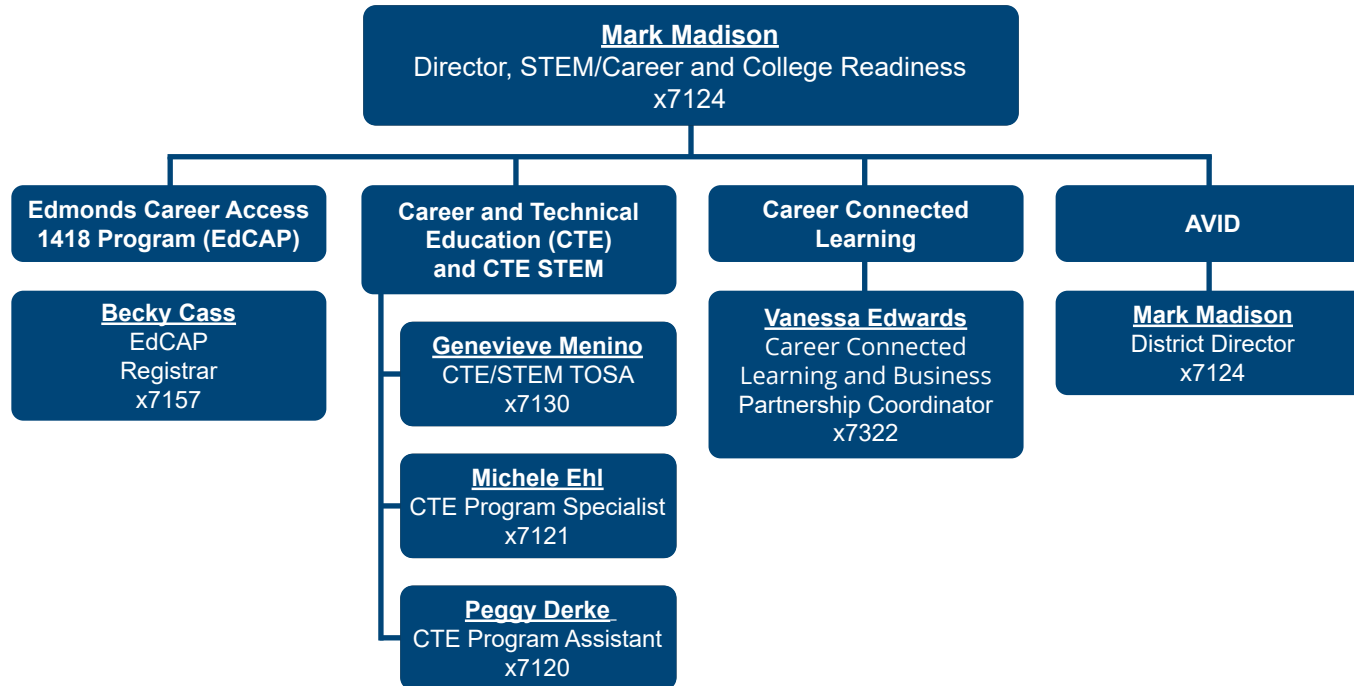 Mark Madison
Director, STEM/Career and College Readiness
x7124
Edmonds Career Access
1418 Program (EdCAP)
Becky Cass
EdCAP
Registrar
x7157
Career and Technical
Education (CTE)
and CTE STEM
Genevieve Menino
CTE/STEM TOSA
x7130
Michele Ehl
CTE Program Specialist
x7121
Peggy Derke
CTE Program Assistant
x7120
Career Connected
Learning
Vanessa Edwards
Career Connected
Learning and Business
Partnership Coordinator
x7322
AVID
Mark Madison
District Director
x7124